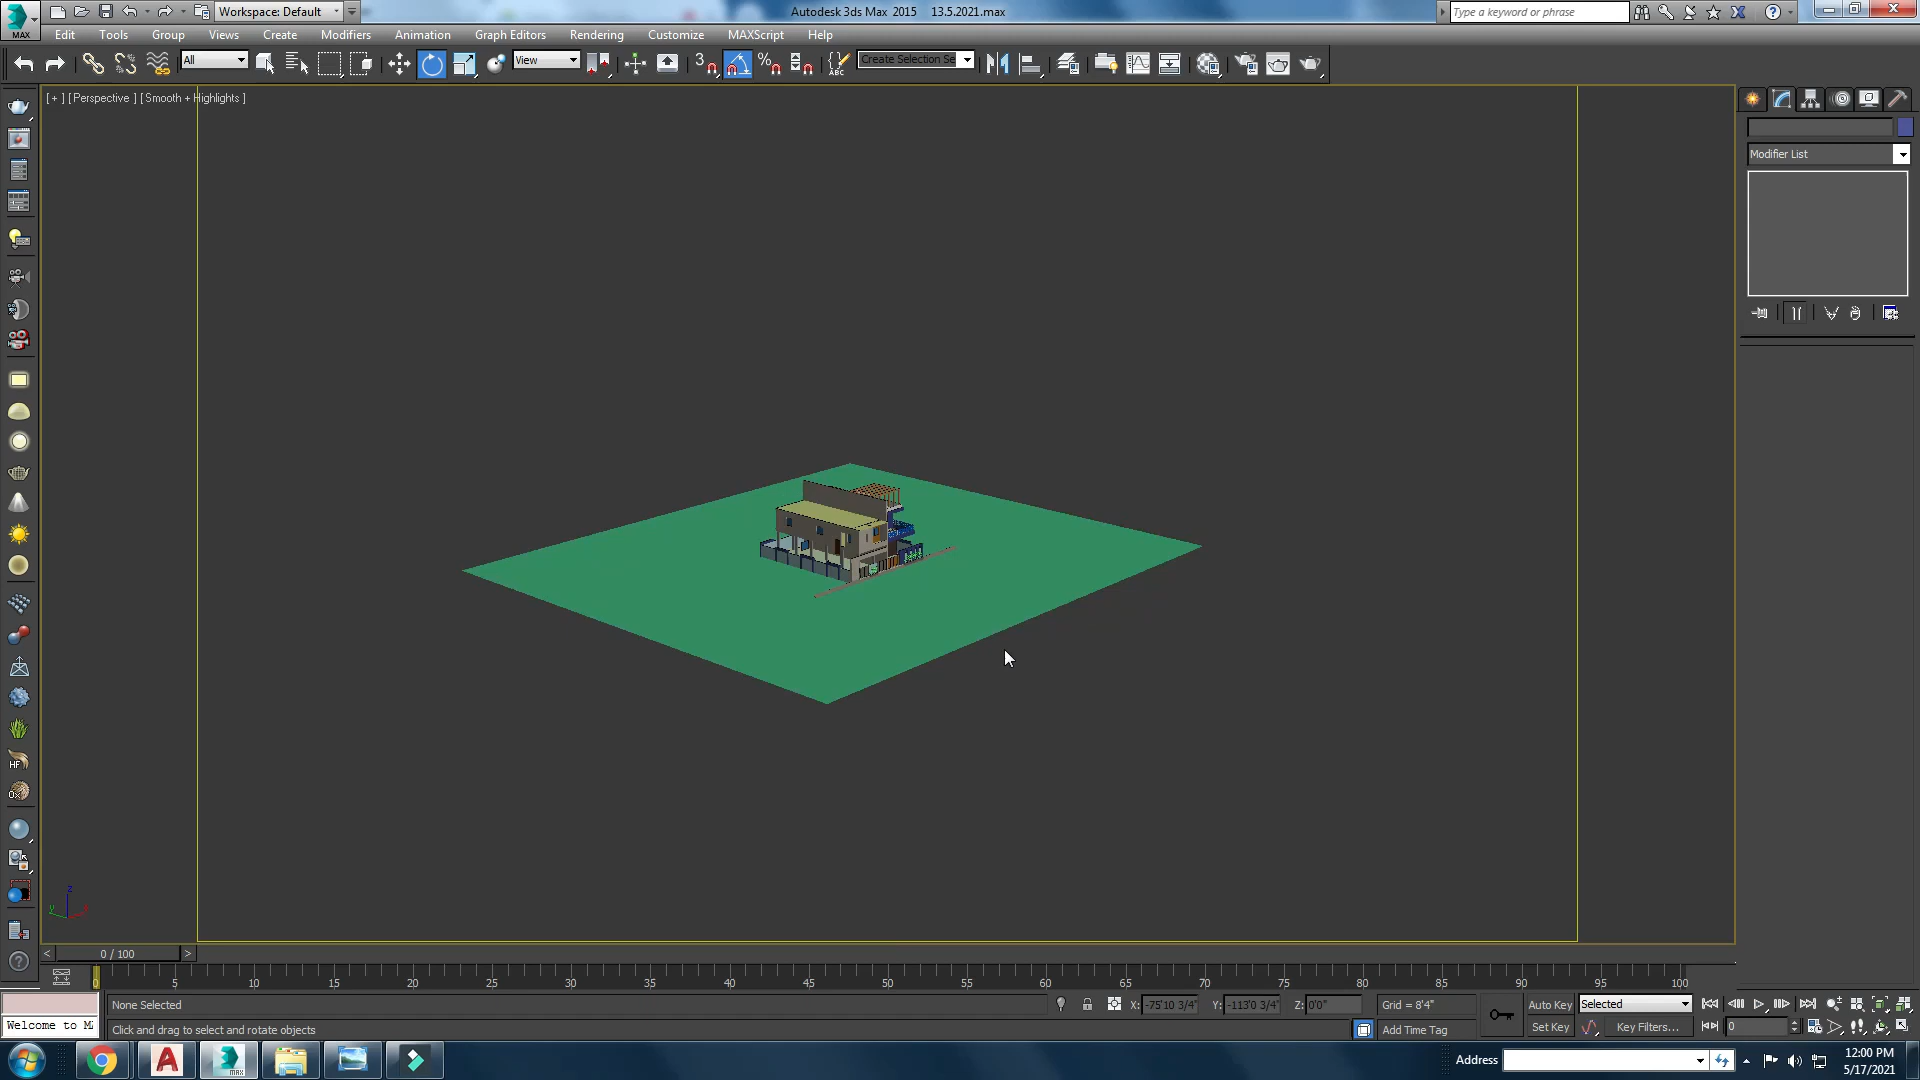 Workspace: Default
Autodesk 3ds Max 2015    13.5.2021.max
Type a keyword or phrase
MAX
Edit Tools Group Views Create Modifiers Animation Graph Editors Rendering Customize MAXScript Help
All
View
3
%
ABC
Create Selection Se
[ + ] [ Perspective ] [ Smooth + Highlights ]
Modifier List
HF
z
0 / 100
0 5 10 15 20 25 30 35 40 45 50 55 60 65 70 75 80 85 90 95 100
None Selected
X: -75'10 3/4" Y: -113'0 3/4" Z: 0'0" Grid = 8'4"
Auto Key Selected
Welcome to M
Click and drag to select and rotate objects
Add Time Tag
Set Key Key Filters... 0
Address
12:00 PM
5/17/2021